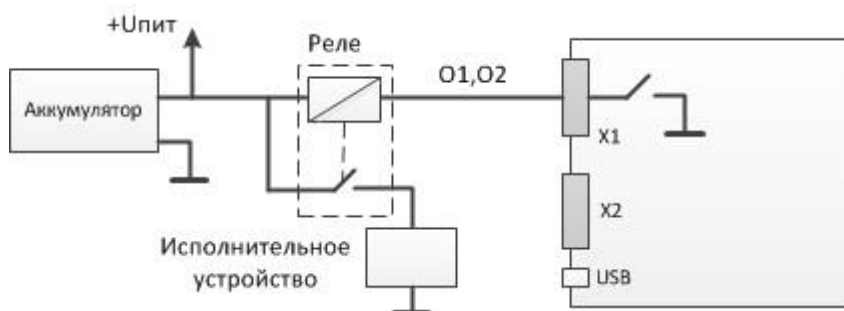 +Uпит
Реле
O1,O2
Аккумулятор
X1
X2
Исполнительное
устройство
USB